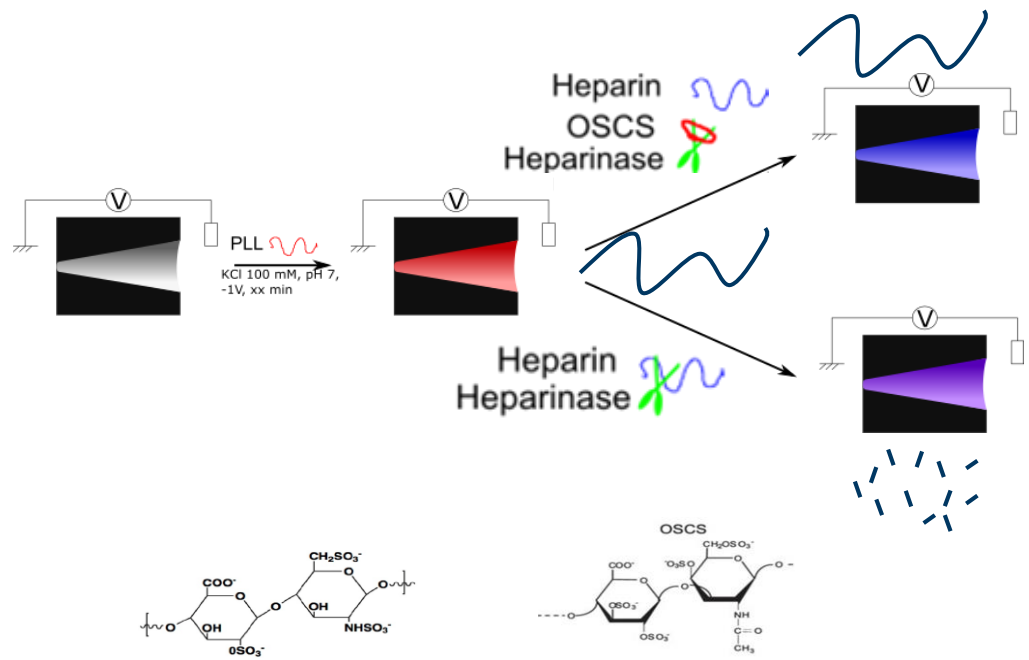 Heparin
OSCS
Heparinase
V
V
V
PLL
KCl 100 mM, pH 7,
-1V, xx min
V
Heparin
Heparinase
OSCS
CH₂SO₃⁻
O
COO⁻
O
O
OH
O
O
OH
NHSO₃⁻
0SO₃⁻
CH₂OSO₃⁻
⁻O₃SO
O
O
COO⁻
O
O
OSO₃⁻
O
OSO₃⁻
NH
C=O
CH₃